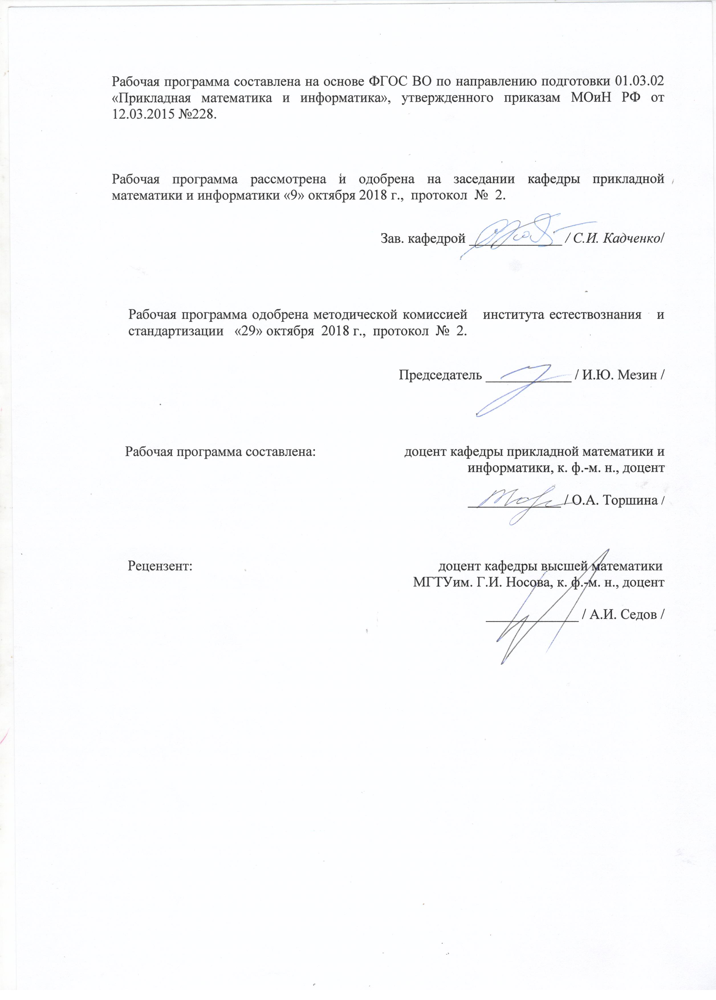 Рабочая программа составлена на основе ФГОС ВО по направлению подготовки 01.03.02
«Прикладная математика и информатика», утвержденного приказам МОиН РФ от
12.03.2015 №228.
Рабочая программа рассмотрена и одобрена на заседании кафедры прикладной
математики и информатики «9» октября 2018 г., протокол № 2.
Зав. кафедрой _____________ / С.И. Кадченко/
Рабочая программа одобрена методической комиссией института естествознания и
стандартизации «29» октября 2018 г., протокол № 2.
Председатель ____________ / И.Ю. Мезин /
Рабочая программа составлена: доцент кафедры прикладной математики и
информатики, к. ф.-м. н., доцент
_____________/ О.А. Торшина /
Рецензент: доцент кафедры высшей математики
МГТУим. Г.И. Носова, к. ф.-м. н., доцент
_____________ / А.И. Седов /